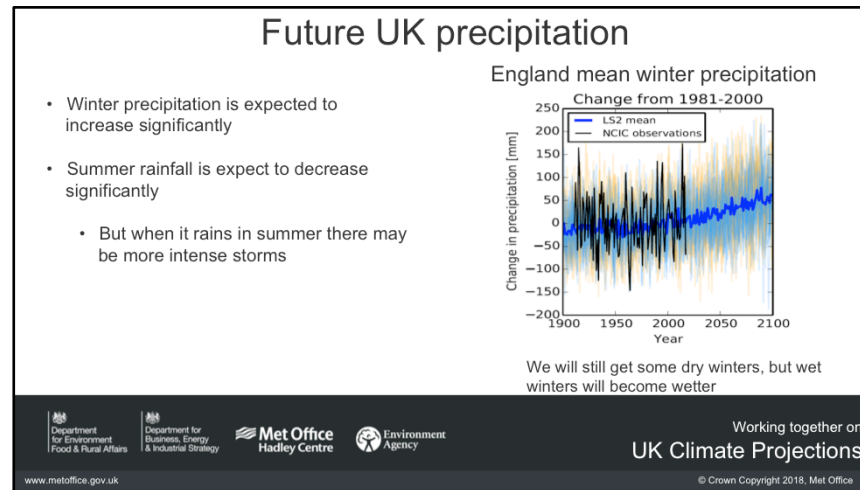 Future UK precipitation
• Winter precipitation is expected to
increase significantly
• Summer rainfall is expect to decrease
significantly
• But when it rains in summer there may
be more intense storms
England mean winter precipitation
Change from 1981-2000
LS2 mean
NCIC observations
Change in precipitation [mm]
250
200
150
100
50
0
−50
−100
−150
−200
1900 1950 2000 2050 2100
Year
We will still get some dry winters, but wet
winters will become wetter
Department
for Environment
Food & Rural Affairs
Department for
Business, Energy
& Industrial Strategy
Met Office
Hadley Centre
Environment
Agency
Working together on
UK Climate Projections
www.metoffice.gov.uk
© Crown Copyright 2018, Met Office